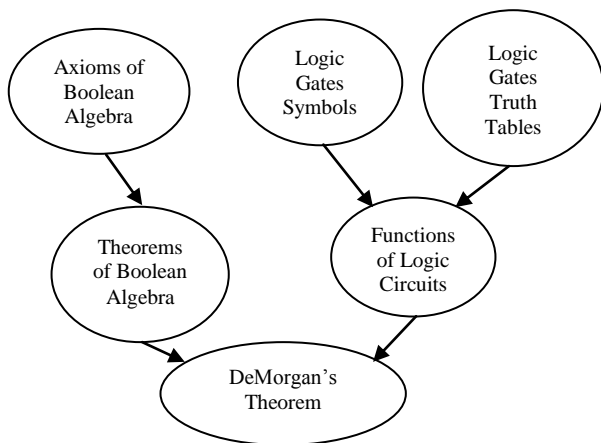 Axioms of
Boolean
Algebra
Logic
Gates
Symbols
Logic
Gates
Truth
Tables
Theorems
of Boolean
Algebra
Functions
of Logic
Circuits
DeMorgan’s
Theorem